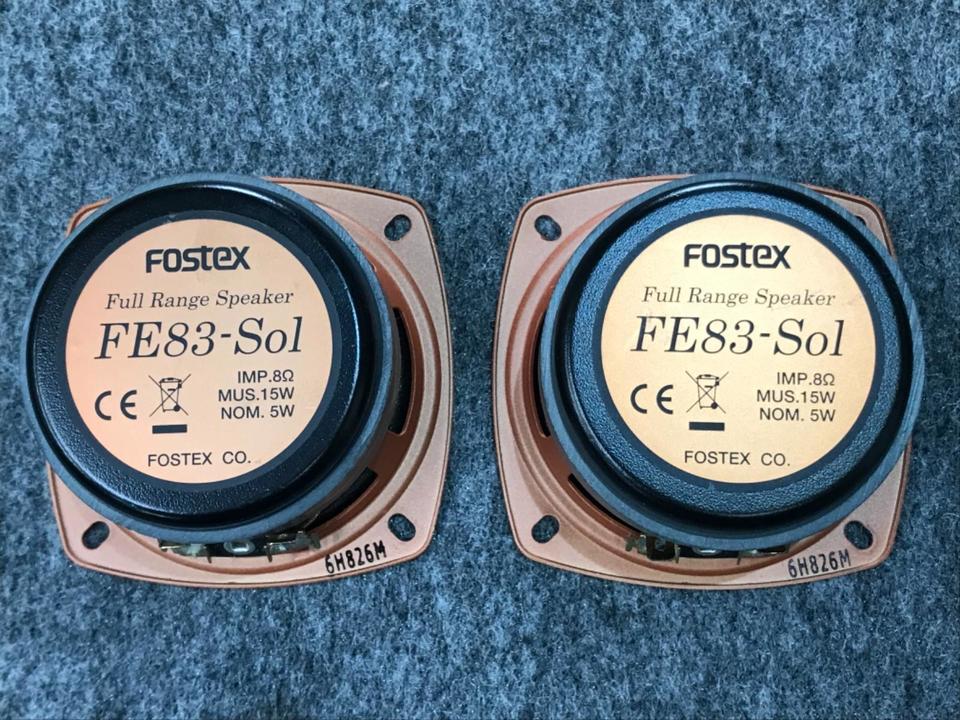 FOSTEX
Full Range Speaker
FE83-Sol
CE
IMP.8Ω
MUS.15W
NOM. 5W
FOSTEX CO.
6H826M
FOSTEX
Full Range Speaker
FE83-Sol
CE
IMP.8Ω
MUS.15W
NOM. 5W
FOSTEX CO.
6H826M